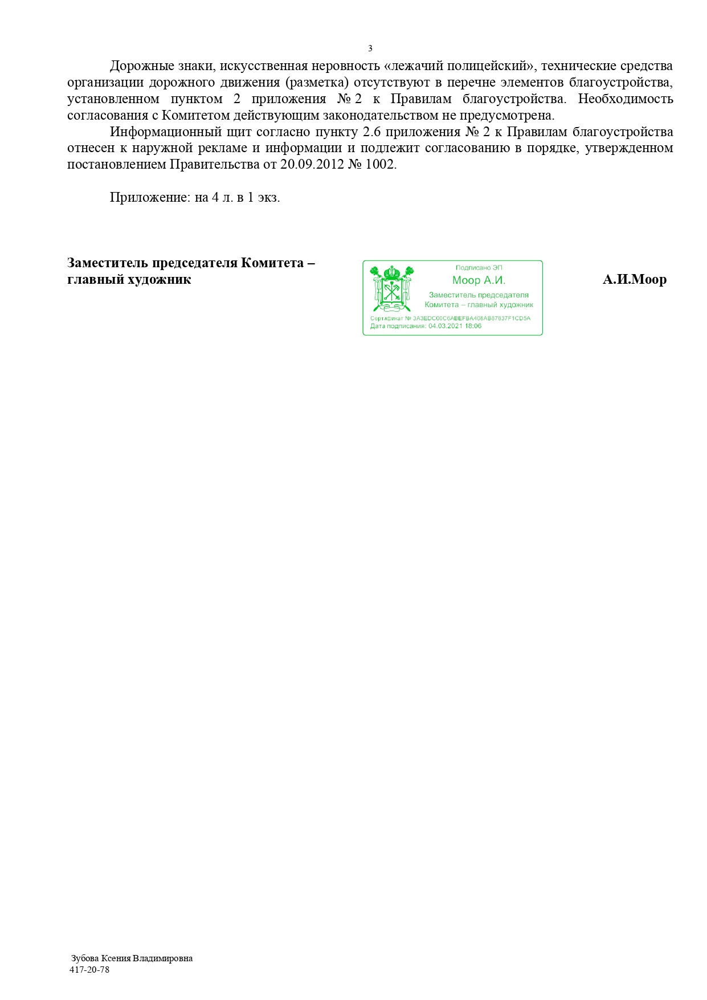 3
Дорожные знаки, искусственная неровность «лежачий полицейский», технические средства
организации дорожного движения (разметка) отсутствуют в перечне элементов благоустройства,
установленном пунктом 2 приложения № 2 к Правилам благоустройства. Необходимость
согласования с Комитетом действующим законодательством не предусмотрена.
Информационный щит согласно пункту 2.6 приложения № 2 к Правилам благоустройства
отнесен к наружной рекламе и информации и подлежит согласованию в порядке, утвержденном
постановлением Правительства от 20.09.2012 № 1002.
Приложение: на 4 л. в 1 экз.
Заместитель председателя Комитета –
главный художник
Подписано ЭП
Моор А.И.
Заместитель председателя
Комитета – главный художник
Сертификат № 3A3EDC00C6ABEFBA408AB87837F1CD5A
Дата подписания: 04.03.2021 18:06
А.И.Моор
Зубова Ксения Владимировна
417-20-78